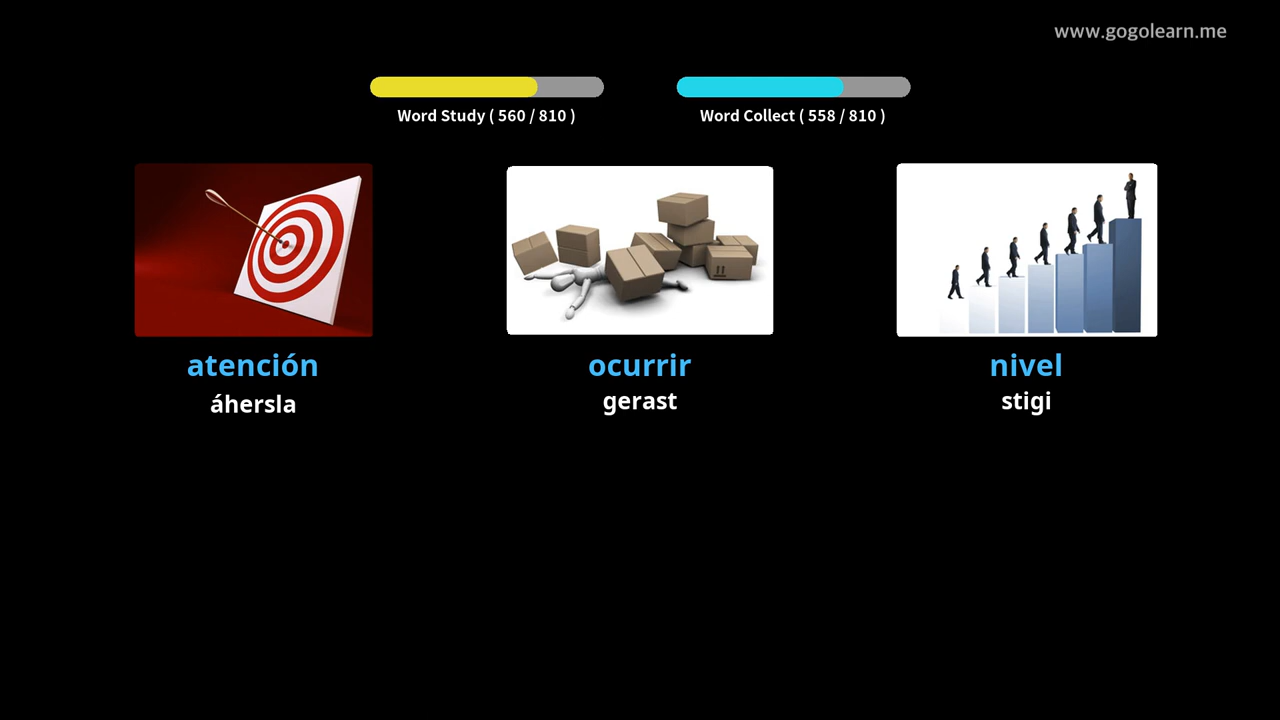 www.gogolearn.me
Word Study ( 560 / 810 )
Word Collect ( 558 / 810 )
atención
áhersla
ocurrir
gerast
nivel
stigi